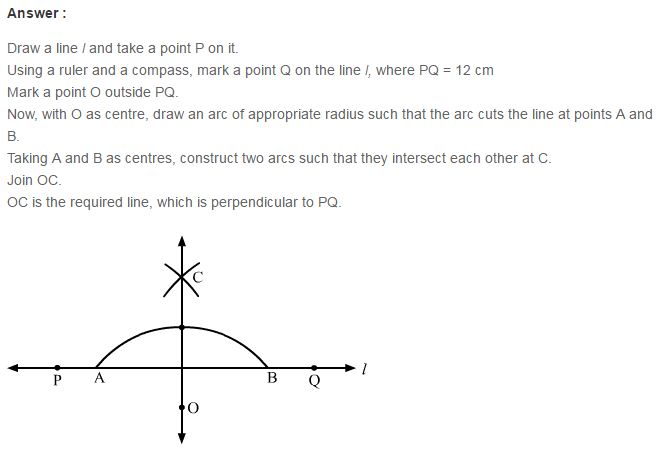 Answer :
Draw a line l and take a point P on it.
Using a ruler and a compass, mark a point Q on the line l, where PQ = 12 cm
Mark a point O outside PQ.
Now, with O as centre, draw an arc of appropriate radius such that the arc cuts the line at points A and
B.
Taking A and B as centres, construct two arcs such that they intersect each other at C.
Join OC.
OC is the required line, which is perpendicular to PQ.
C
l
P A B Q
O